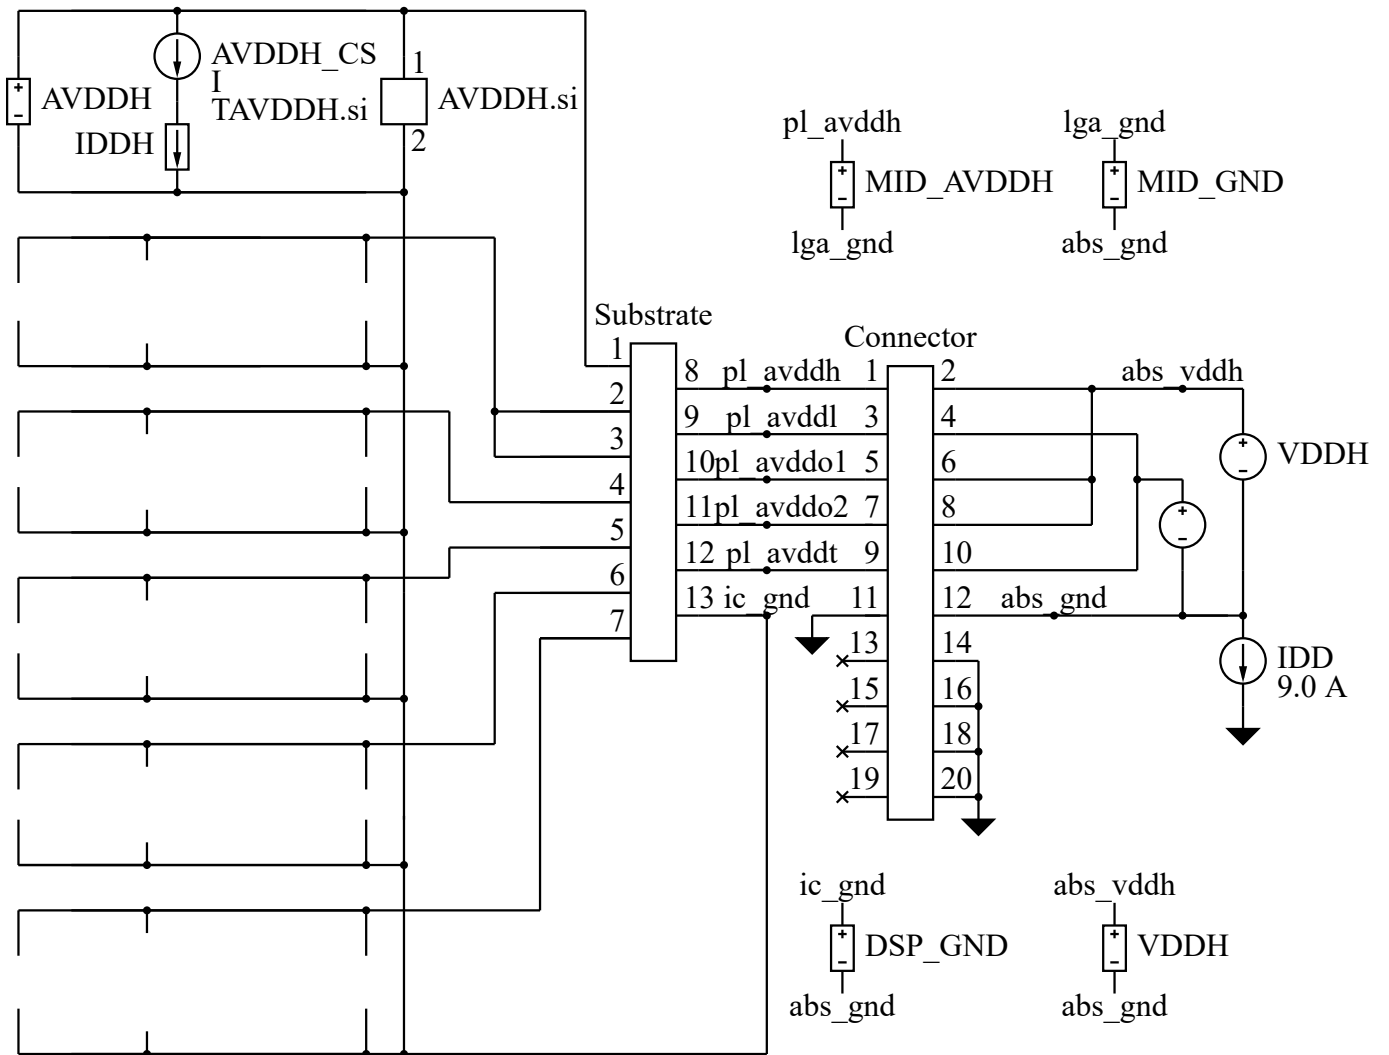 AVDDH_CS
I
TAVDDH.si
AVDDH
IDDH
1
AVDDH.si
2
pl_avddh
MID_AVDDH
lga_gnd
lga_gnd
MID_GND
abs_gnd
Substrate
1
2
3
4
5
6
7
8 pl_avddh
9 pl_avddl
10pl_avddo1
11pl_avddo2
12 pl_avddt
13 ic_gnd
Connector
1
3
5
7
9
11
13
15
17
19
2
4
6
8
10
12
14
16
18
20
abs_vddh
VDDH
abs_gnd
IDD
9.0 A
ic_gnd
DSP_GND
abs_gnd
abs_vddh
VDDH
abs_gnd